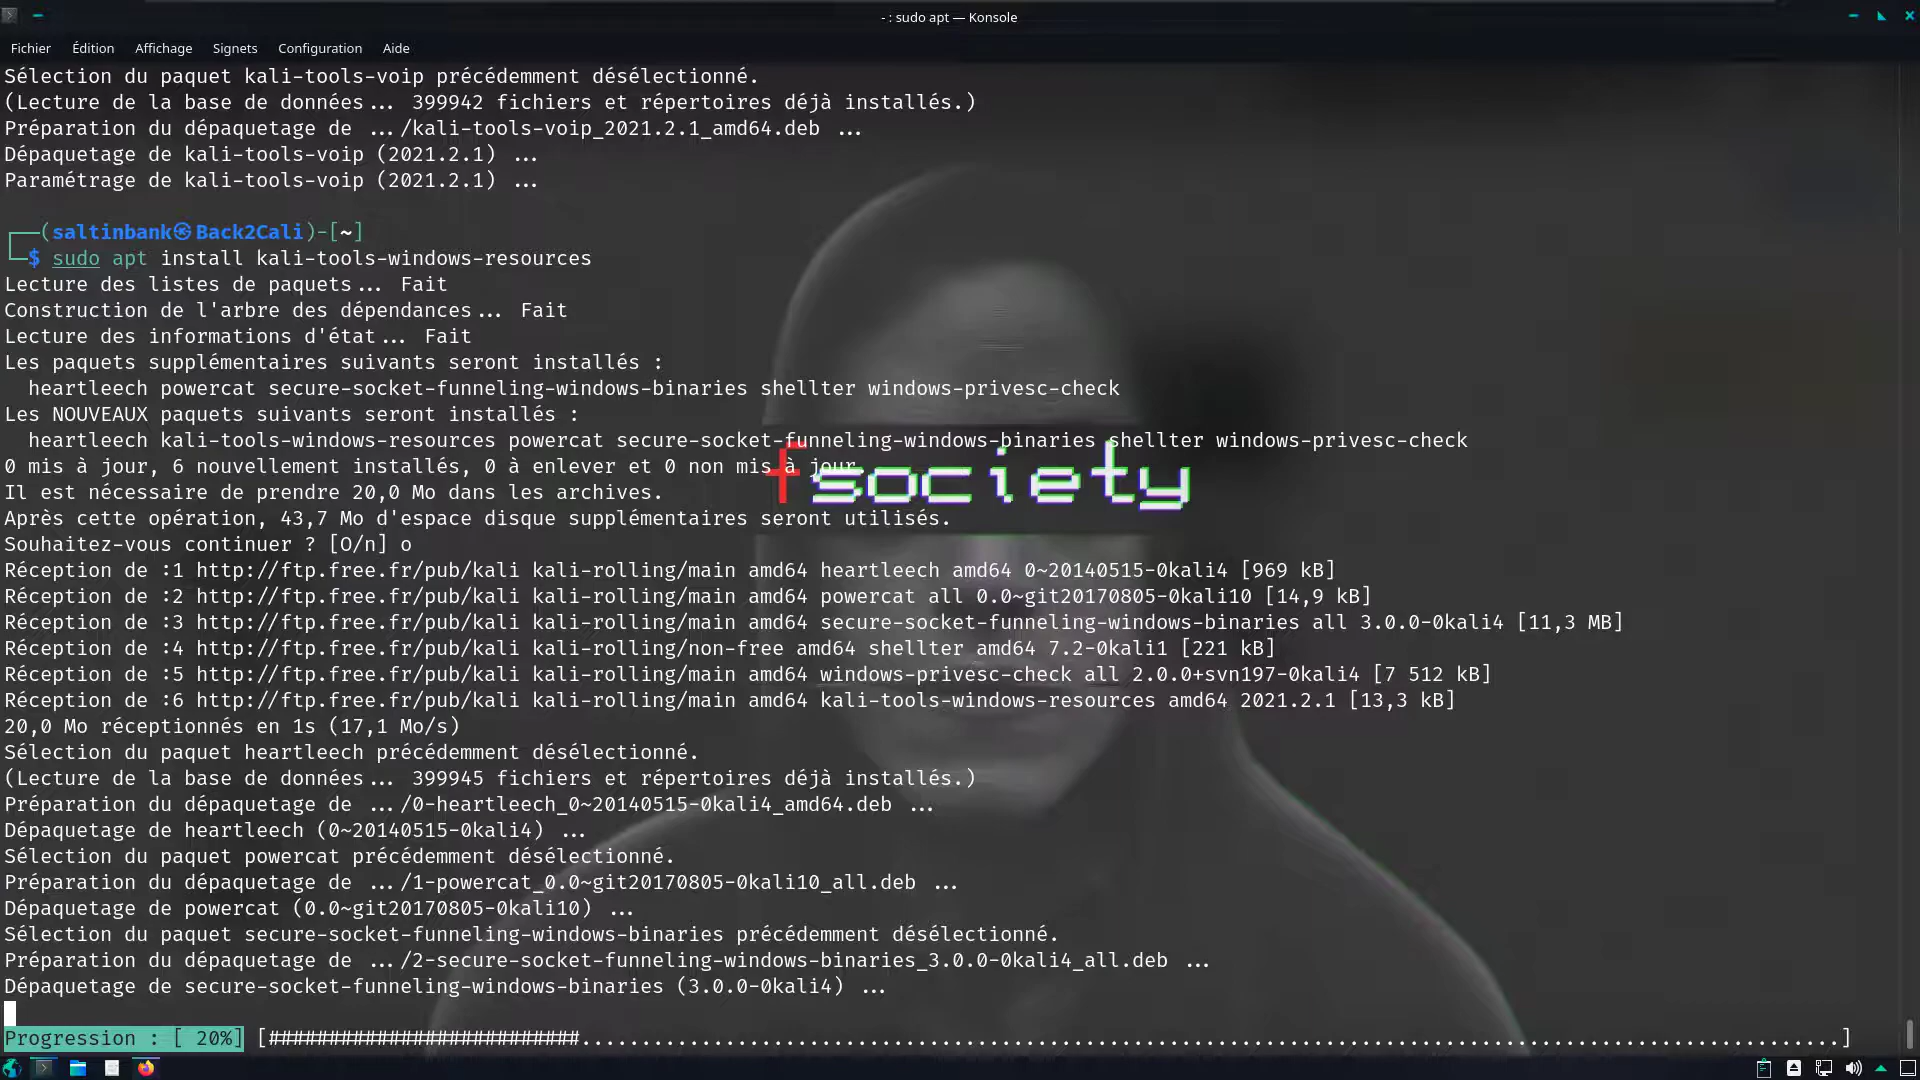 - : sudo apt — Konsole
Fichier Édition Affichage Signets Configuration Aide
Sélection du paquet kali-tools-voip précédemment désélectionné.
(Lecture de la base de données... 399942 fichiers et répertoires déjà installés.)
Préparation du dépaquetage de .../kali-tools-voip_2021.2.1_amd64.deb ...
Dépaquetage de kali-tools-voip (2021.2.1) ...
Paramétrage de kali-tools-voip (2021.2.1) ...
┌──(saltinbank㉿Back2Cali)-[~]
└─$ sudo apt install kali-tools-windows-resources
Lecture des listes de paquets... Fait
Construction de l'arbre des dépendances... Fait
Lecture des informations d'état... Fait
Les paquets supplémentaires suivants seront installés :
heartleech powercat secure-socket-funneling-windows-binaries shellter windows-privesc-check
Les NOUVEAUX paquets suivants seront installés :
heartleech kali-tools-windows-resources powercat secure-socket-funneling-windows-binaries shellter windows-privesc-check
0 mis à jour, 6 nouvellement installés, 0 à enlever et 0 non mis à jour.
fsociety
Il est nécessaire de prendre 20,0 Mo dans les archives.
Après cette opération, 43,7 Mo d'espace disque supplémentaires seront utilisés.
Souhaitez-vous continuer ? [O/n] o
Réception de :1 http://ftp.free.fr/pub/kali kali-rolling/main amd64 heartleech amd64 0~20140515-0kali4 [969 kB]
Réception de :2 http://ftp.free.fr/pub/kali kali-rolling/main amd64 powercat all 0.0~git20170805-0kali10 [14,9 kB]
Réception de :3 http://ftp.free.fr/pub/kali kali-rolling/main amd64 secure-socket-funneling-windows-binaries all 3.0.0-0kali4 [11,3 MB]
Réception de :4 http://ftp.free.fr/pub/kali kali-rolling/non-free amd64 shellter amd64 7.2-0kali1 [221 kB]
Réception de :5 http://ftp.free.fr/pub/kali kali-rolling/main amd64 windows-privesc-check all 2.0.0+svn197-0kali4 [7 512 kB]
Réception de :6 http://ftp.free.fr/pub/kali kali-rolling/main amd64 kali-tools-windows-resources amd64 2021.2.1 [13,3 kB]
20,0 Mo réceptionnés en 1s (17,1 Mo/s)
Sélection du paquet heartleech précédemment désélectionné.
(Lecture de la base de données... 399945 fichiers et répertoires déjà installés.)
Préparation du dépaquetage de .../0-heartleech_0~20140515-0kali4_amd64.deb ...
Dépaquetage de heartleech (0~20140515-0kali4) ...
Sélection du paquet powercat précédemment désélectionné.
Préparation du dépaquetage de .../1-powercat_0.0~git20170805-0kali10_all.deb ...
Dépaquetage de powercat (0.0~git20170805-0kali10) ...
Sélection du paquet secure-socket-funneling-windows-binaries précédemment désélectionné.
Préparation du dépaquetage de .../2-secure-socket-funneling-windows-binaries_3.0.0-0kali4_all.deb ...
Dépaquetage de secure-socket-funneling-windows-binaries (3.0.0-0kali4) ...
Progression : [ 20%] [##########################.........................................................................................................]